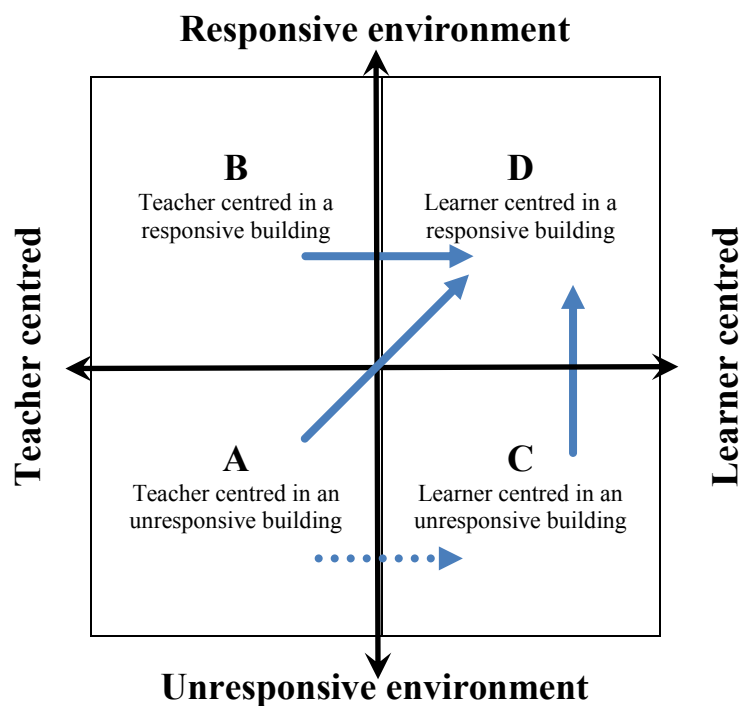 Responsive environment
B
Teacher centred in a
responsive building
D
Learner centred in a
responsive building
Teacher centred
Learner centred
A
Teacher centred in an
unresponsive building
C
Learner centred in an
unresponsive building
Unresponsive environment